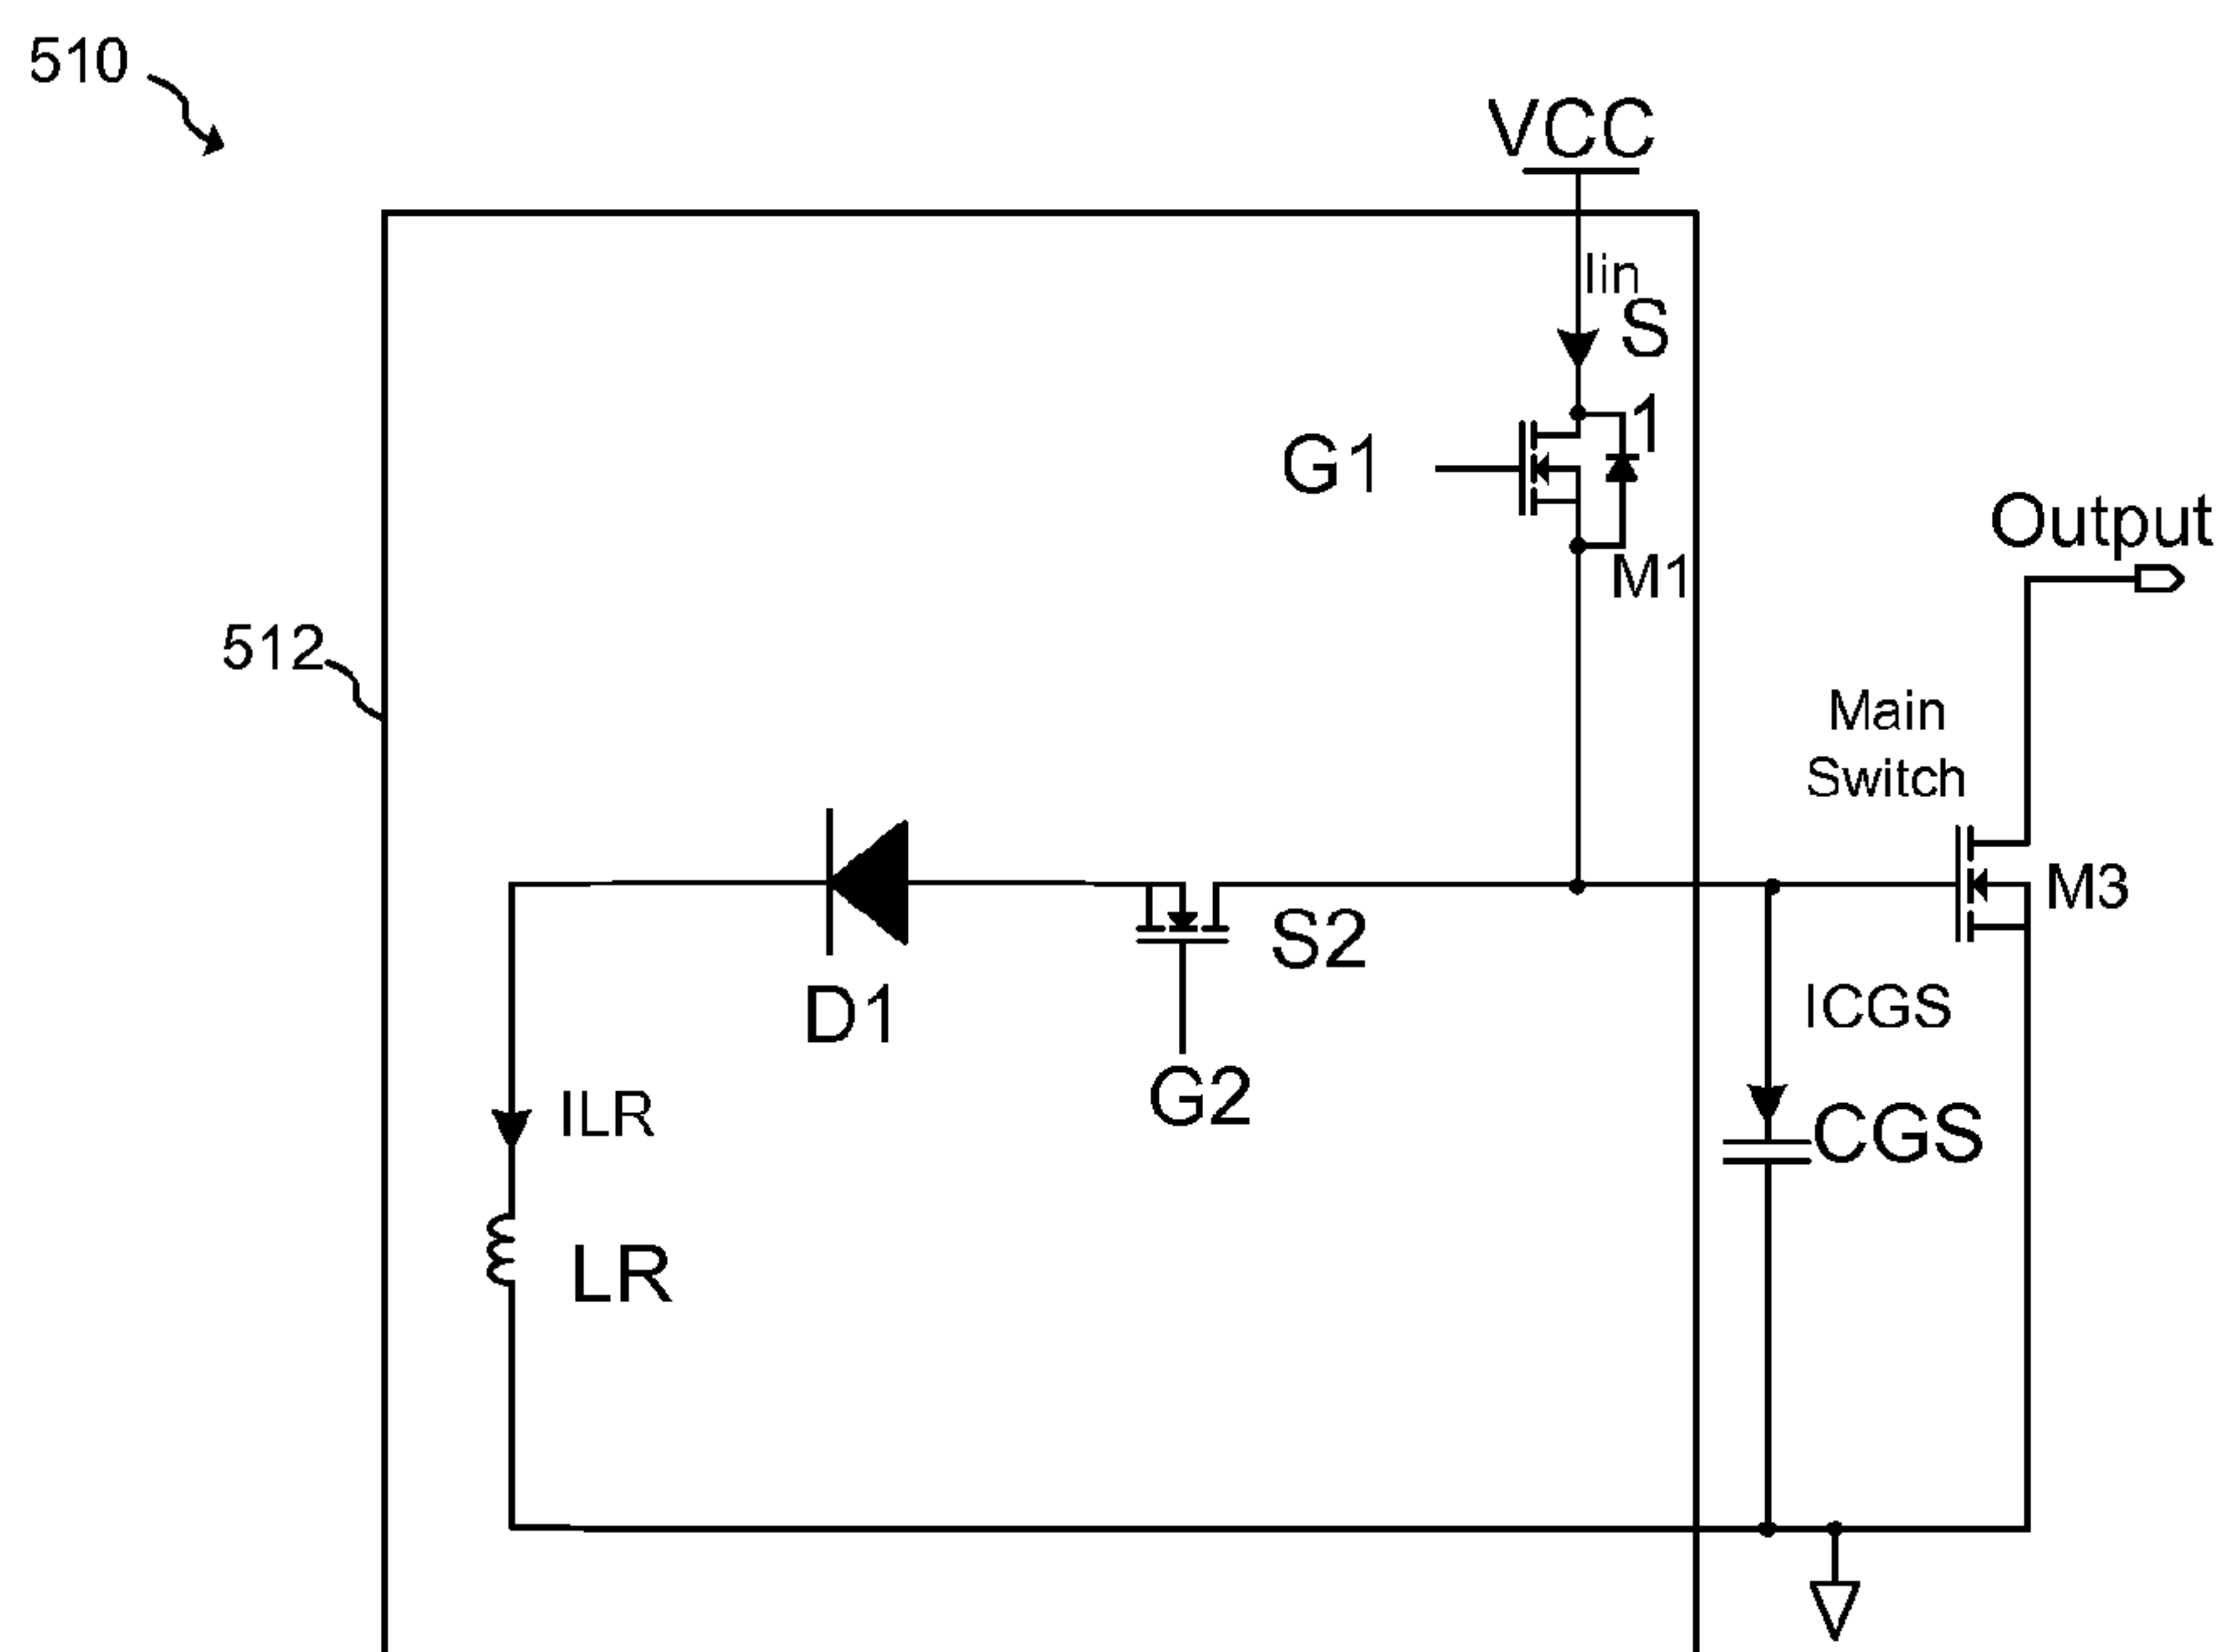 510
VCC
Iin
S
1
G1
M1
Output
512
Main
Switch
M3
S2
D1
ICGS
G2
ILR
CGS
LR